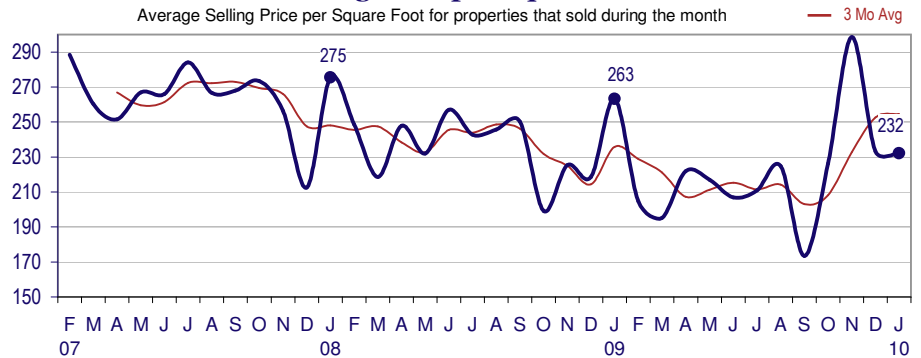 Average Selling Price per Square Foot for properties that sold during the month
3 Mo Avg
290
270
250
230
210
190
170
150
275
263
232
F M A M J J A S O N D J F M A M J J A S O N D J F M A M J J A S O N D J
07 08 09 10